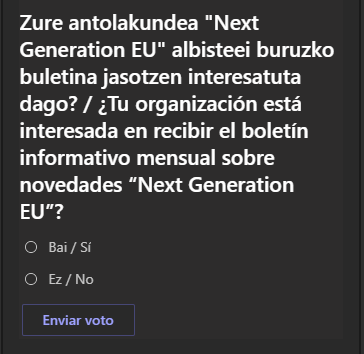 Zure antolakundea "Next
Generation EU" albisteei buruzko
buletina jasotzen interesatuta
dago? / ¿Tu organización está
interesada en recibir el boletín
informativo mensual sobre
novedades “Next Generation
EU”?
Bai / Sí
Ez / No
Enviar voto